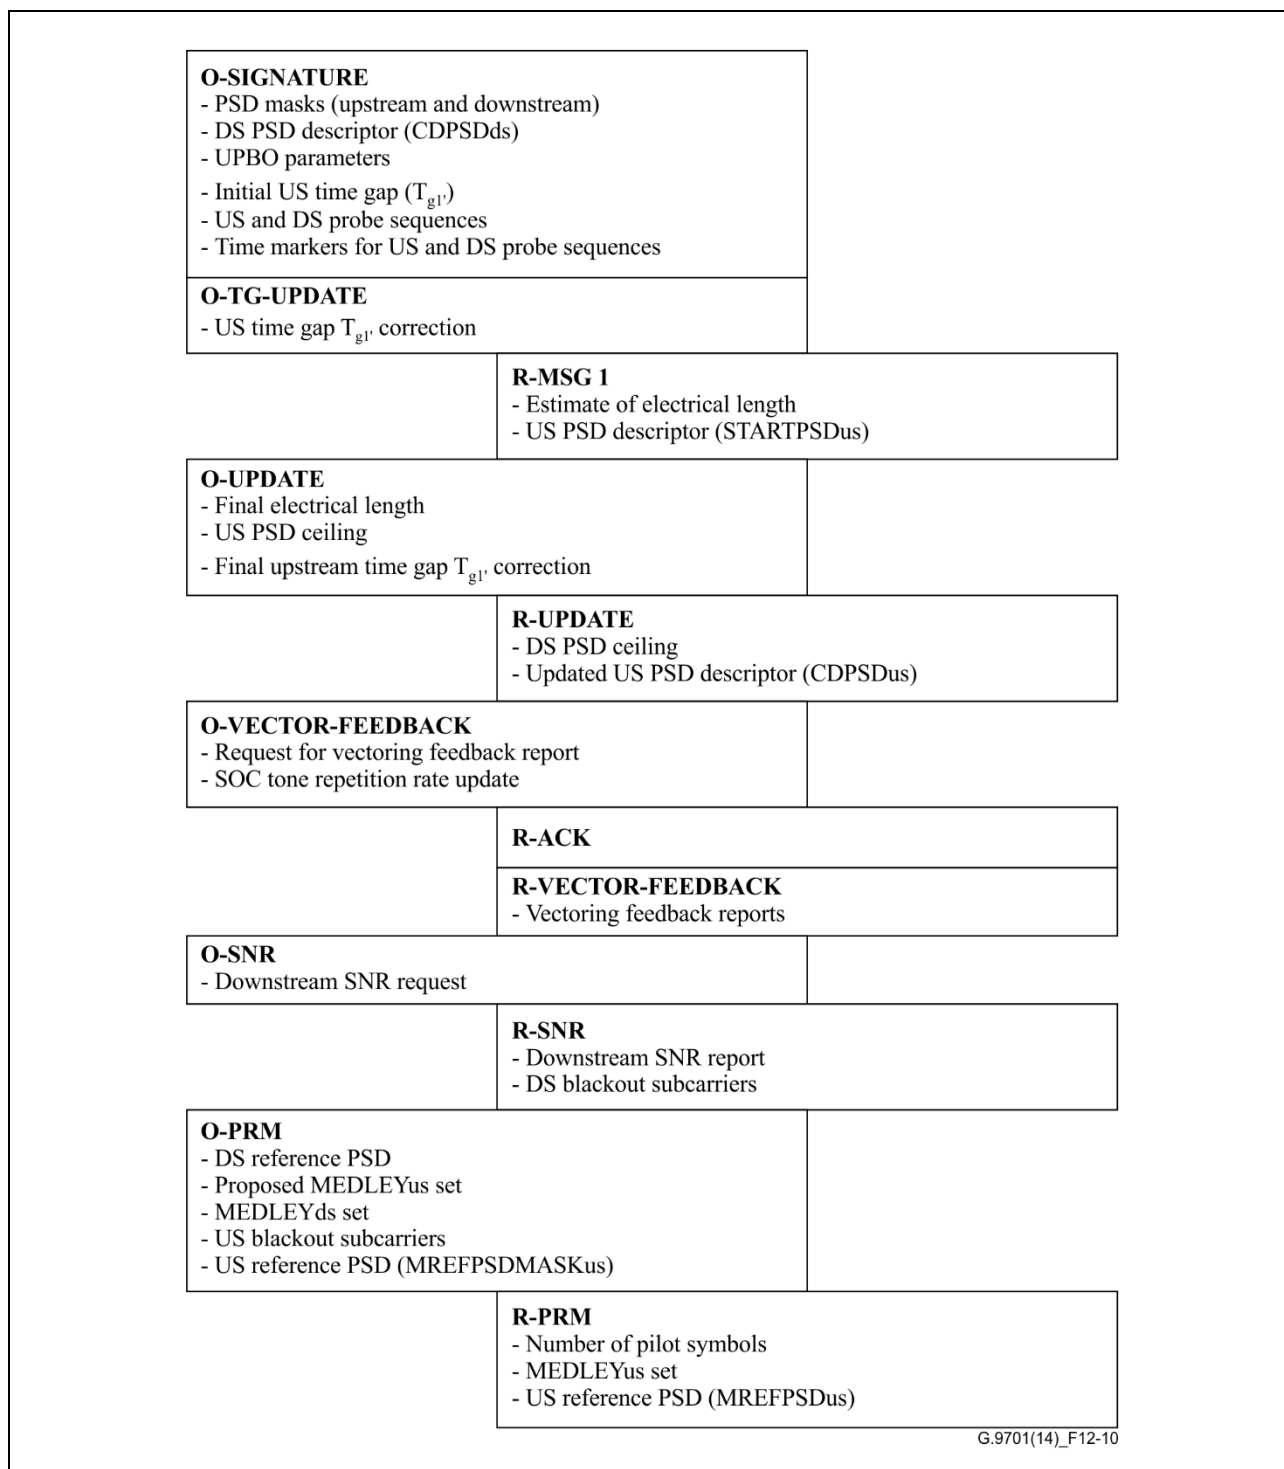 O-SIGNATURE
- PSD masks (upstream and downstream)
- DS PSD descriptor (CDPSDds)
- UPBO parameters
- Initial US time gap (Tg1')
- US and DS probe sequences
- Time markers for US and DS probe sequences
O-TG-UPDATE
- US time gap Tg1' correction
R-MSG 1
- Estimate of electrical length
- US PSD descriptor (STARTPSDus)
O-UPDATE
- Final electrical length
- US PSD ceiling
- Final upstream time gap Tg1' correction
R-UPDATE
- DS PSD ceiling
- Updated US PSD descriptor (CDPSDus)
O-VECTOR-FEEDBACK
- Request for vectoring feedback report
- SOC tone repetition rate update
R-ACK
R-VECTOR-FEEDBACK
- Vectoring feedback reports
O-SNR
- Downstream SNR request
R-SNR
- Downstream SNR report
- DS blackout subcarriers
O-PRM
- DS reference PSD
- Proposed MEDLEYus set
- MEDLEYds set
- US blackout subcarriers
- US reference PSD (MREFPSDMASKus)
R-PRM
- Number of pilot symbols
- MEDLEYus set
- US reference PSD (MREFPSDus)
G.9701(14)_F12-10